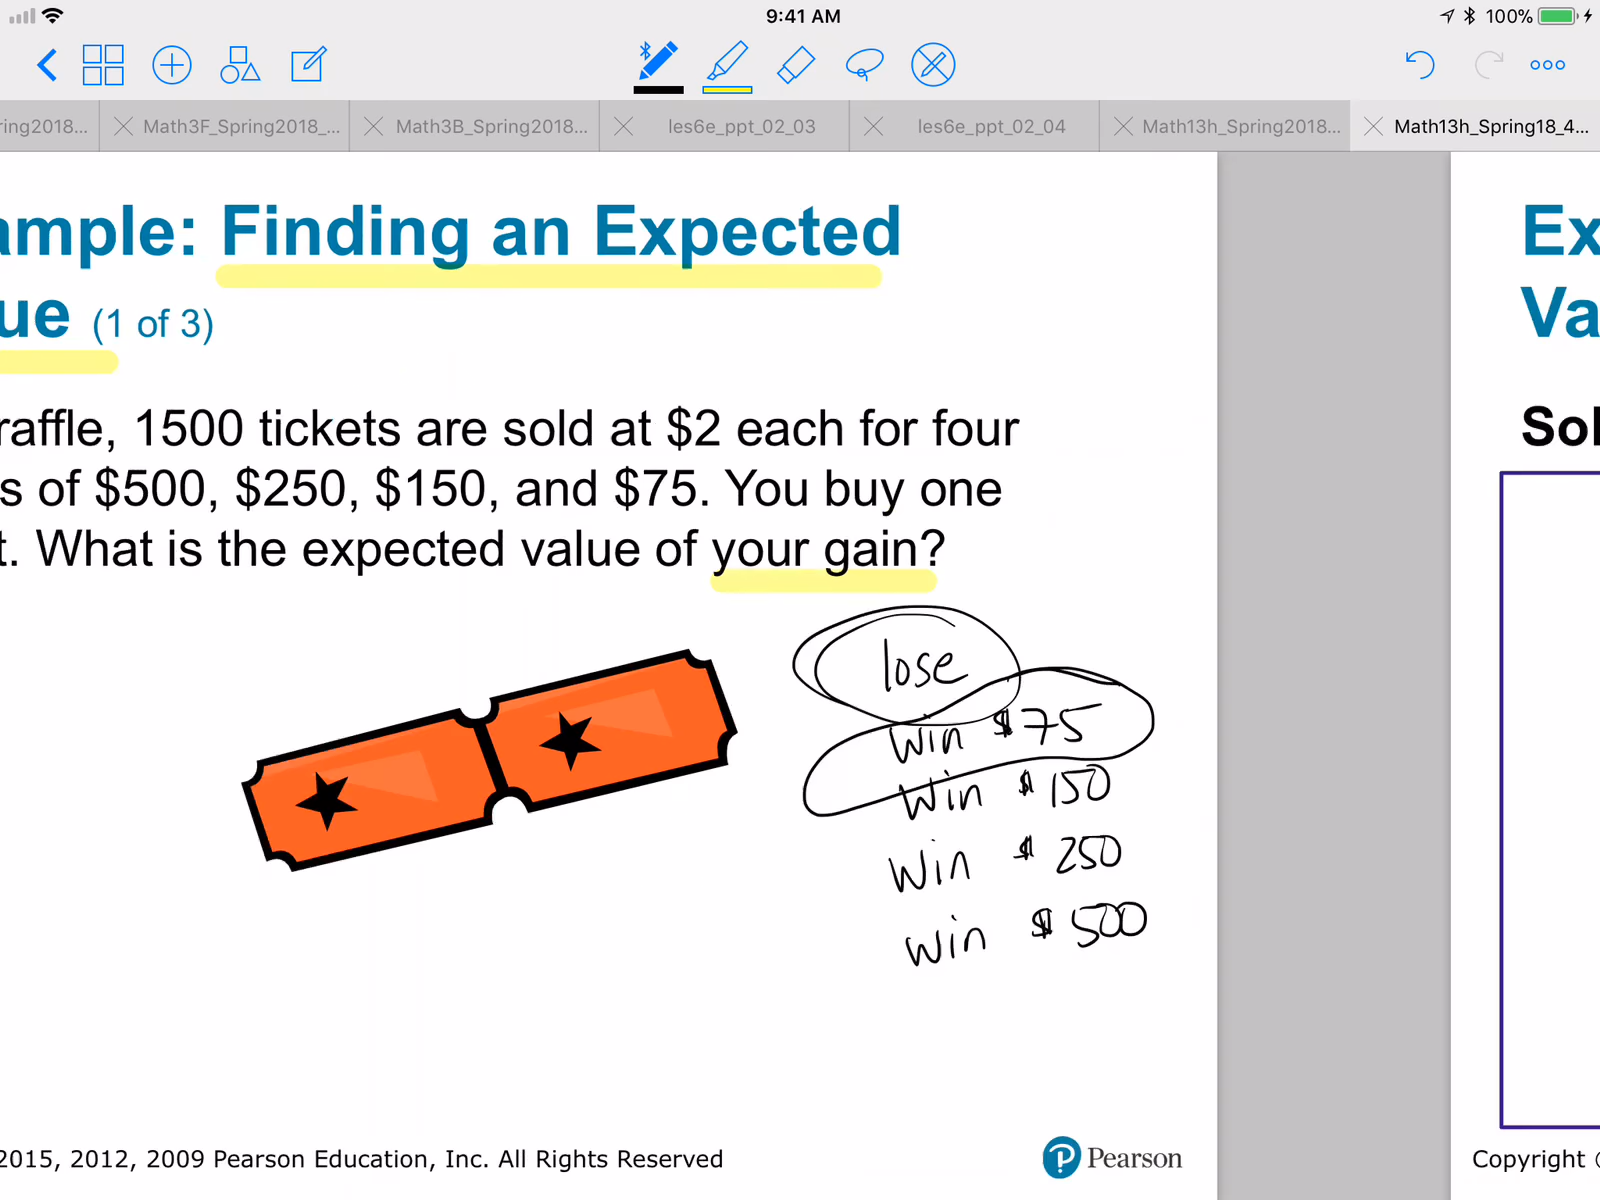 9:41 AM
100%
ring2018...
Math3F_Spring2018_...
Math3B_Spring2018...
les6e_ppt_02_03
les6e_ppt_02_04
Math13h_Spring2018...
Math13h_Spring18_4...
ample: Finding an Expected
ue (1 of 3)
raffle, 1500 tickets are sold at $2 each for four
s of $500, $250, $150, and $75. You buy one
t. What is the expected value of your gain?
lose
win $75
win $150
win $250
win $500
2015, 2012, 2009 Pearson Education, Inc. All Rights Reserved
Pearson
Ex
Va
Sol
Copyright ©